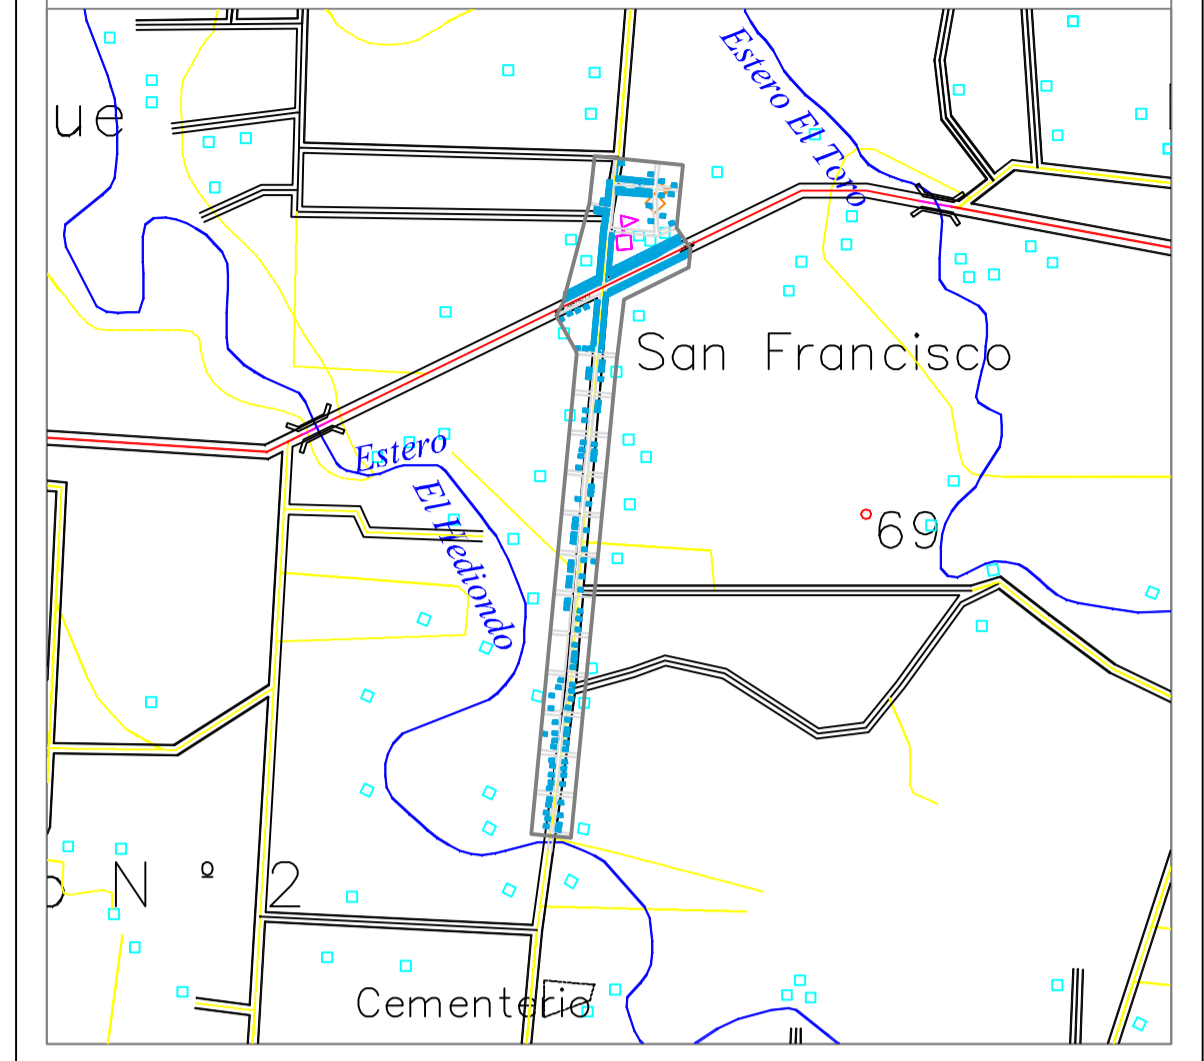 ue
Estero El Toro
San Francisco
Estero
El Hediondo
69
N º 2
Cementerio